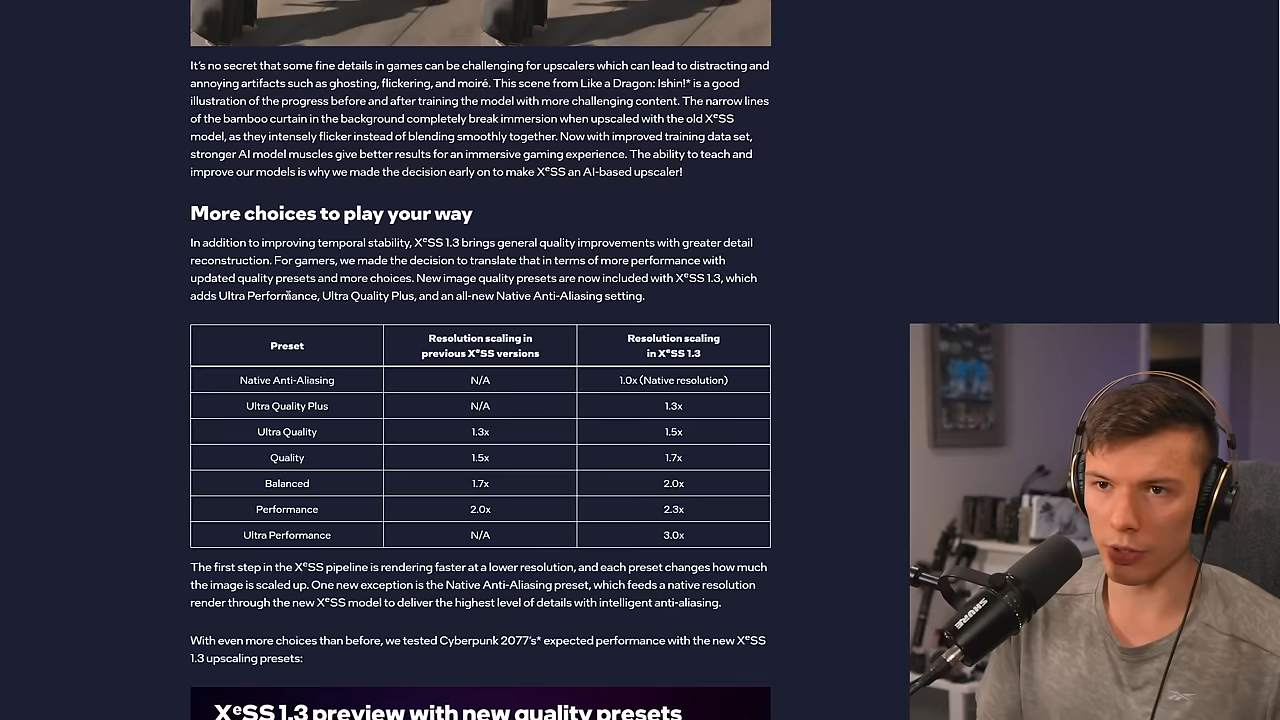 It's no secret that some fine details in games can be challenging for upscalers which can lead to distracting and
annoying artifacts such as ghosting, flickering, and moiré. This scene from Like a Dragon: Ishin!* is a good
illustration of the progress before and after training the model with more challenging content. The narrow lines
of the bamboo curtain in the background completely break immersion when upscaled with the old XeSS
model, as they intensely flicker instead of blending smoothly together. Now with improved training data set,
stronger AI model muscles give better results for an immersive gaming experience. The ability to teach and
improve our models is why we made the decision early on to make XeSS an AI-based upscaler!
More choices to play your way
In addition to improving temporal stability, XeSS 1.3 brings general quality improvements with greater detail
reconstruction. For gamers, we made the decision to translate that in terms of more performance with
updated quality presets and more choices. New image quality presets are now included with XeSS 1.3, which
adds Ultra Performance, Ultra Quality Plus, and an all-new Native Anti-Aliasing setting.
Preset Resolution scaling in previous XeSS versions Resolution scaling in XeSS 1.3
Native Anti-Aliasing N/A 1.0x (Native resolution)
Ultra Quality Plus N/A 1.3x
Ultra Quality 1.3x 1.5x
Quality 1.5x 1.7x
Balanced 1.7x 2.0x
Performance 2.0x 2.3x
Ultra Performance N/A 3.0x
The first step in the XeSS pipeline is rendering faster at a lower resolution, and each preset changes how much
the image is scaled up. One new exception is the Native Anti-Aliasing preset, which feeds a native resolution
render through the new XeSS model to deliver the highest level of details with intelligent anti-aliasing.
With even more choices than before, we tested Cyberpunk 2077's* expected performance with the new XeSS
1.3 upscaling presets:
XeSS 1.3 preview with new quality presets
SHURE